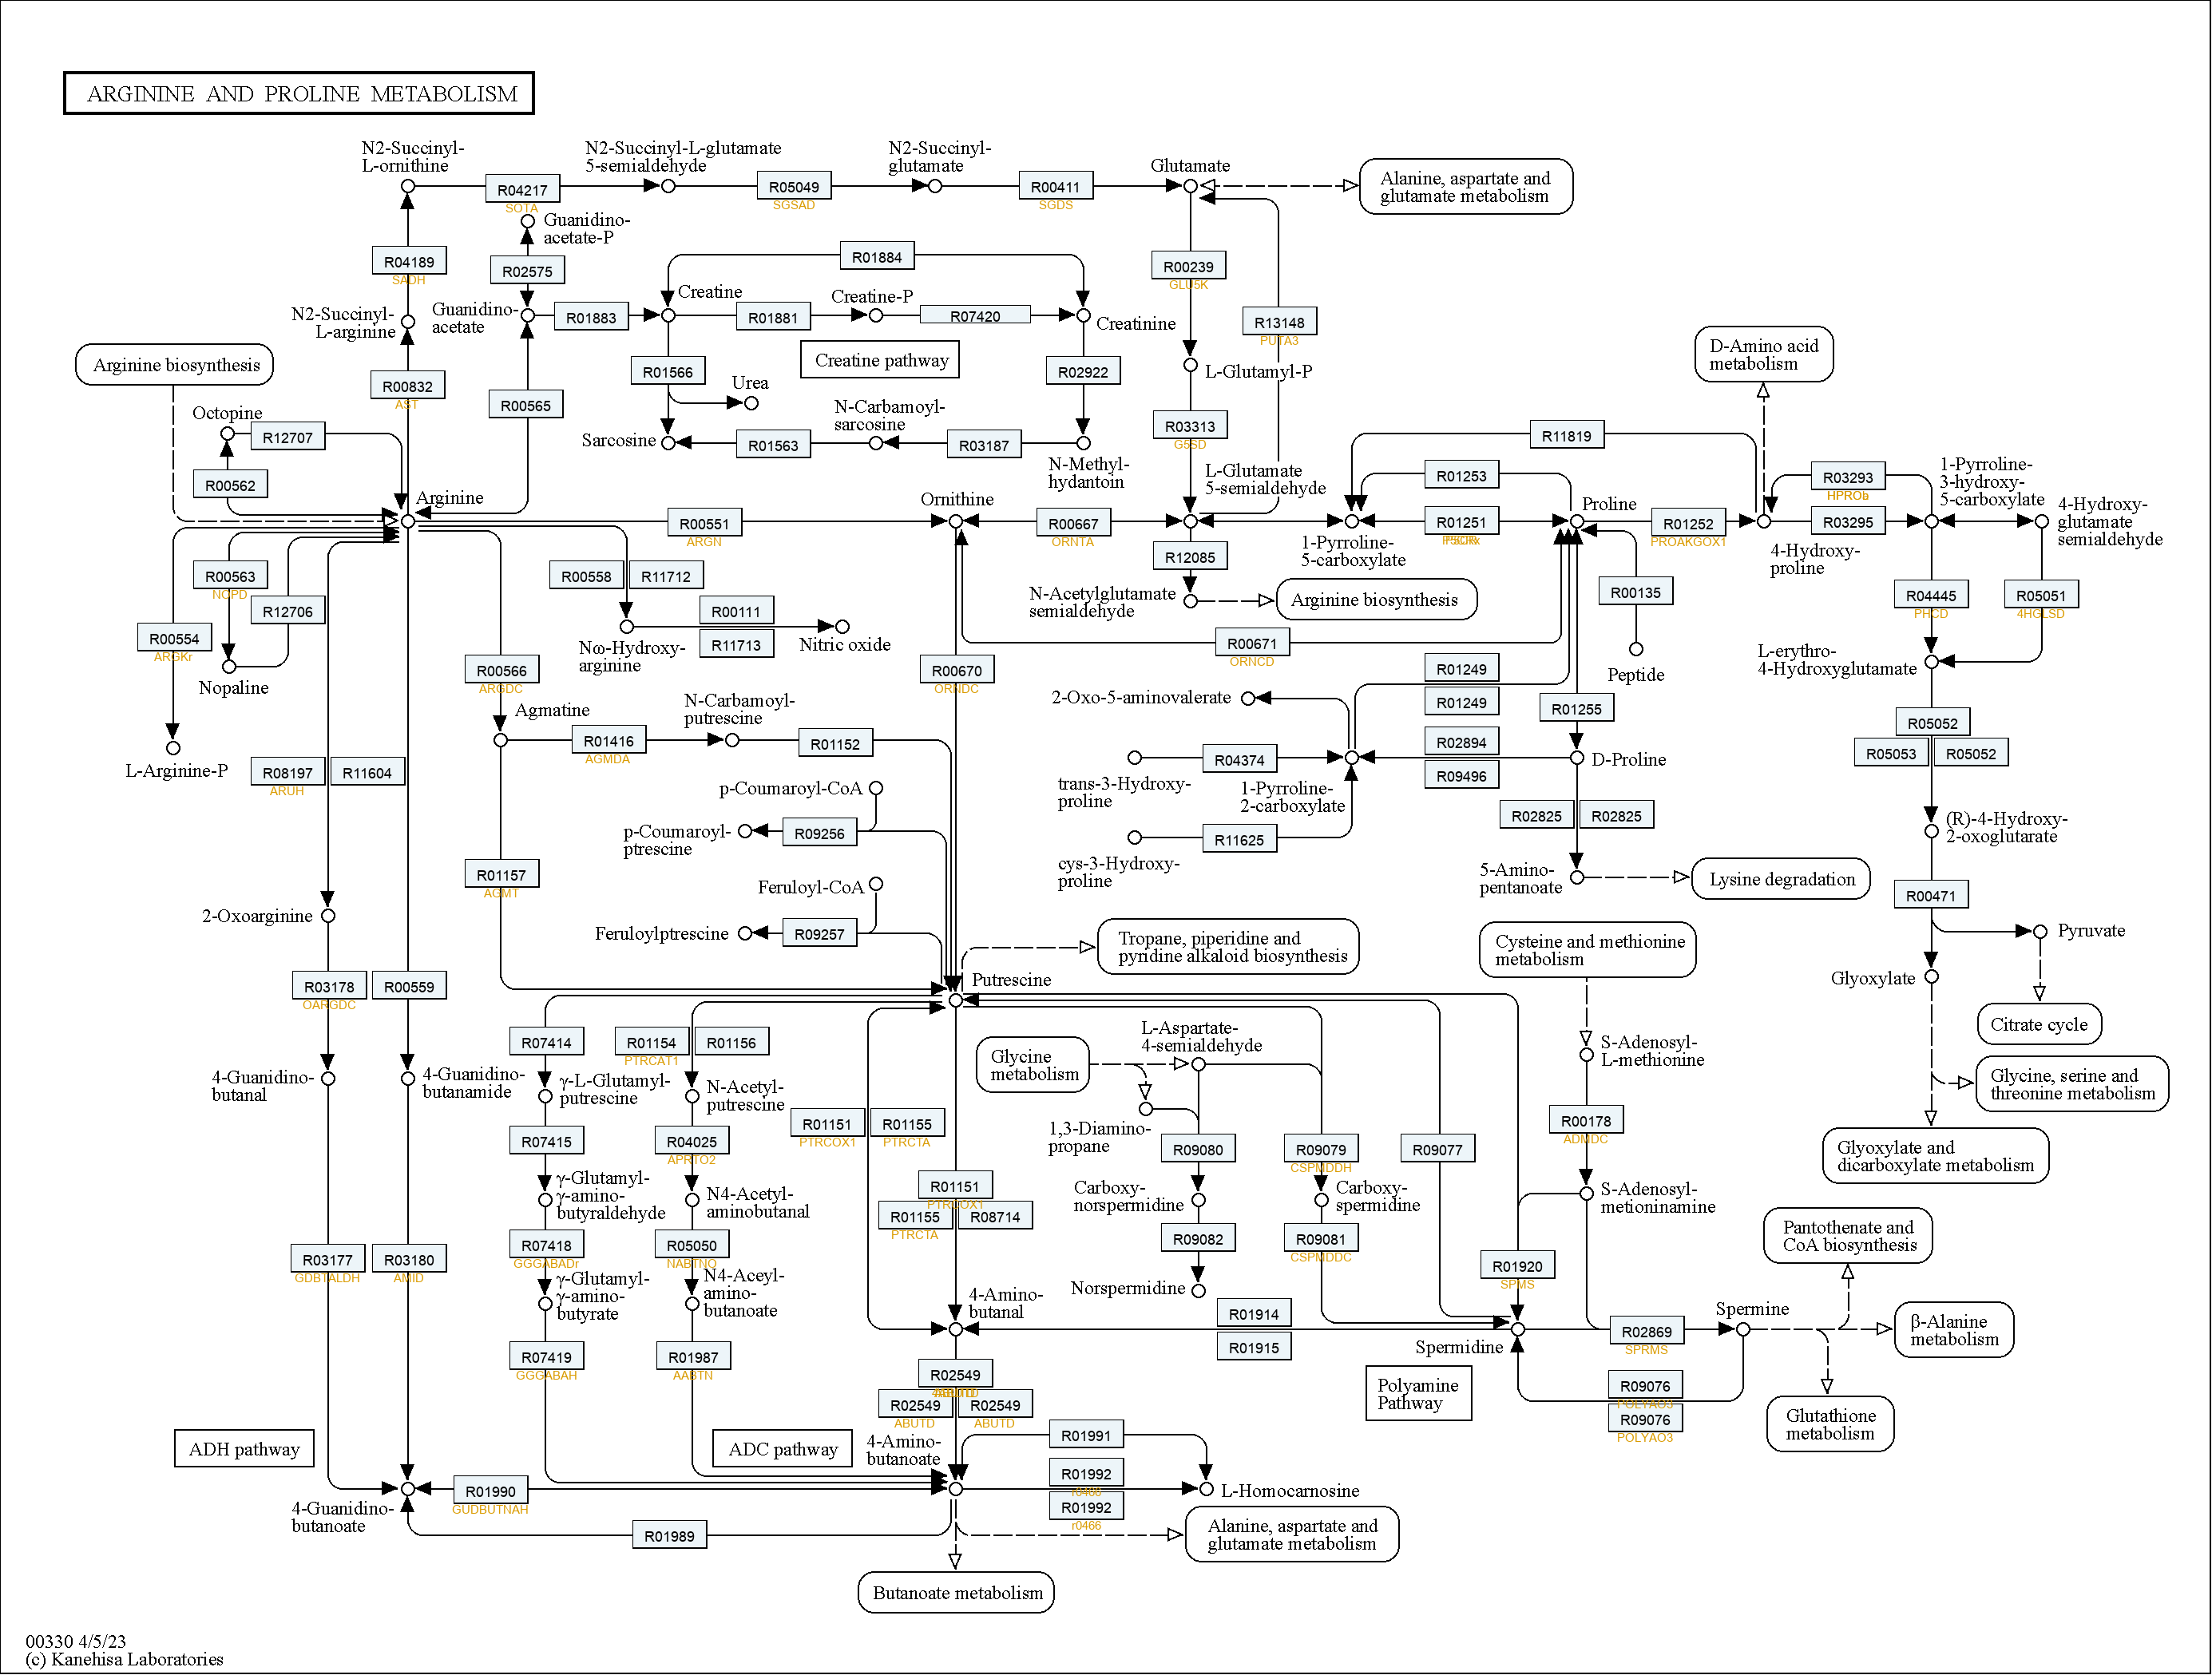 ARGININE AND PROLINE METABOLISM
N2-Succinyl-
L-ornithine
N2-Succinyl-L-glutamate
5-semialdehyde
N2-Succinyl-
glutamate
Glutamate
R04217
SOTA
R05049
SGSAD
R00411
SGDS
Alanine, aspartate and
glutamate metabolism
Guanidino-
acetate-P
R04189
SADH
R02575
R01884
R00239
GLU5K
N2-Succinyl-
L-arginine
Guanidino-
acetate
R01883
Creatine
R01881
Creatine-P
R07420
Creatinine
R13148
PUTA3
Creatine pathway
Arginine biosynthesis
R00832
AST
R00565
R01566
Urea
R02922
L-Glutamyl-P
D-Amino acid
metabolism
Octopine
R12707
Sarcosine
R01563
N-Carbamoyl-
sarcosine
R03187
N-Methyl-
hydantoin
R03313
G5SD
R11819
R00562
Arginine
Ornithine
L-Glutamate
5-semialdehyde
R01253
Proline
R03293
1-Pyrroline-
3-hydroxy-
5-carboxylate
4-Hydroxy-
glutamate
semialdehyde
R00551
ARGN
R00667
ORNTA
R01251
R01252
PROAKGOX1
R03295
1-Pyrroline-
5-carboxylate
4-Hydroxy-
proline
R12085
R00563
NOPD
R12706
R00558
R11712
R00111
R11713
Nω-Hydroxy-
arginine
Nitric oxide
N-Acetylglutamate
semialdehyde
Arginine biosynthesis
R00135
R04445
PHCD
R05051
4HGLSD
R00554
ARGKr
Nopaline
R00566
ARGDC
R00670
ORNDC
R00671
ORNCD
Peptide
L-erythro-
4-Hydroxyglutamate
Agmatine
N-Carbamoyl-
putrescine
2-Oxo-5-aminovalerate
R01249
R01249
R01255
R05052
R05053
R05052
L-Arginine-P
R08197
ARUH
R11604
R01416
AGMDA
R01152
R04374
trans-3-Hydroxy-
proline
1-Pyrroline-
2-carboxylate
R02894
R09496
D-Proline
p-Coumaroyl-CoA
p-Coumaroyl-
ptrescine
R09256
R11625
cys-3-Hydroxy-
proline
R02825
R02825
(R)-4-Hydroxy-
2-oxoglutarate
R01157
AGMT
Feruloyl-CoA
Feruloylptrescine
R09257
5-Amino-
pentanoate
Lysine degradation
R00471
2-Oxoarginine
Tropane, piperidine and
pyridine alkaloid biosynthesis
Cysteine and methionine
metabolism
Pyruvate
Glyoxylate
R03178
OARGDC
R00559
Putrescine
Citrate cycle
R07414
R01154
PTRCAT1
R01156
Glycine
metabolism
L-Aspartate-
4-semialdehyde
S-Adenosyl-
L-methionine
Glycine, serine and
threonine metabolism
4-Guanidino-
butanal
4-Guanidino-
butanamide
γ-L-Glutamyl-
putrescine
N-Acetyl-
putrescine
R01151
PTRCOX1
R01155
PTRCTA
1,3-Diamino-
propane
R00178
ADMDC
R07415
R04025
APRTO2
R09080
R09079
CSPMDDH
R09077
Glyoxylate and
dicarboxylate metabolism
γ-Glutamyl-
γ-amino-
butyraldehyde
N4-Acetyl-
aminobutanal
R01151
PTRCOX1
R01155
PTRCTA
R08714
Carboxy-
norspermidine
Carboxy-
spermidine
S-Adenosyl-
metioninamine
R03177
GDBTALDH
R03180
AMID
R07418
GGGABADr
R05050
NABTNO
R09082
R09081
CSPMDDC
R01920
SPMS
Pantothenate and
CoA biosynthesis
γ-Glutamyl-
γ-amino-
butyrate
N4-Aceyl-
amino-
butanoate
4-Amino-
butanal
Norspermidine
R01914
R01915
Spermidine
R02869
SPRMS
Spermine
β-Alanine
metabolism
R07419
GGGABAH
R01987
AABTN
R02549
R02549
ABUTD
R02549
ABUTD
Polyamine
Pathway
R09076
R09076
POLYAO3
Glutathione
metabolism
ADH pathway
ADC pathway
4-Amino-
butanoate
R01991
R01992
R01992
r0466
L-Homocarnosine
R01990
GUDBUTNAH
4-Guanidino-
butanoate
R01989
Alanine, aspartate and
glutamate metabolism
Butanoate metabolism
00330 4/5/23
(c) Kanehisa Laboratories